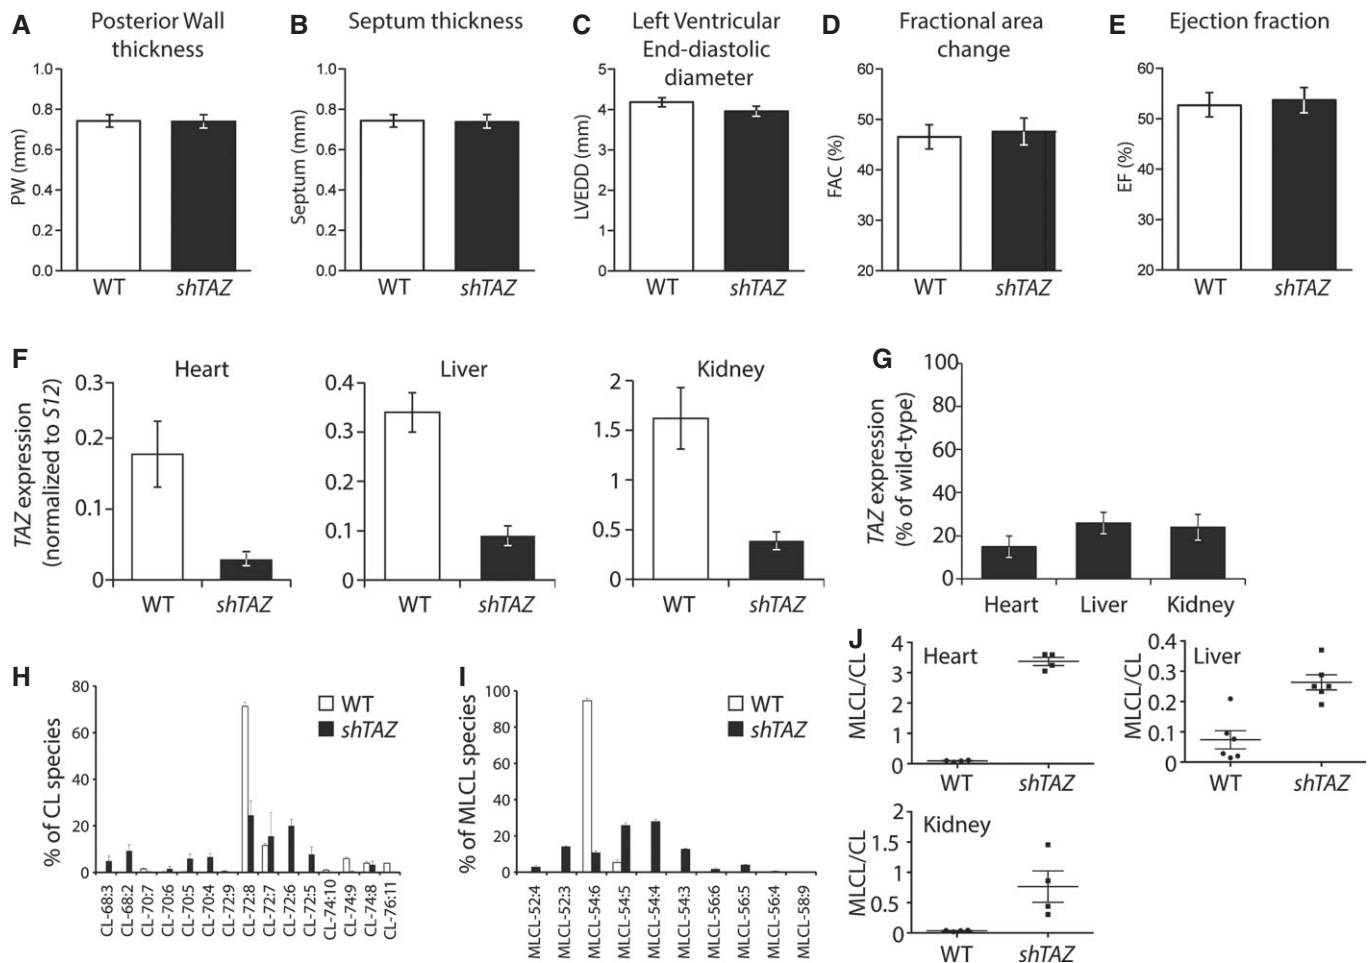 A
Posterior Wall
thickness
PW (mm)
1.0
0.8
0.6
0.4
0.2
0.0
WT
shTAZ
B
Septum thickness
Septum (mm)
1.0
0.8
0.6
0.4
0.2
0.0
WT
shTAZ
C
Left Ventricular
End-diastolic
diameter
LVEDD (mm)
5
4
3
2
1
0
WT
shTAZ
D
Fractional area
change
FAC (%)
60
50
40
30
20
WT
shTAZ
E
Ejection fraction
EF (%)
60
50
40
30
20
WT
shTAZ
F
TAZ expression
(normalized to S12)
Heart
0.3
0.2
0.1
0
WT
shTAZ
Liver
0.4
0.3
0.2
0.1
0
WT
shTAZ
Kidney
2
1.5
1
0.5
0
WT
shTAZ
G
TAZ expression
(% of wild-type)
100
80
60
40
20
0
Heart
Liver
Kidney
H
% of CL species
80
60
40
20
0
WT
shTAZ
CL-68:3
CL-68:2
CL-70:7
CL-70:6
CL-70:5
CL-70:4
CL-72:9
CL-72:8
CL-72:7
CL-72:6
CL-72:5
CL-74:10
CL-74:9
CL-74:8
CL-76:11
I
% of MLCL species
100
80
60
40
20
0
WT
shTAZ
MLCL-52:4
MLCL-52:3
MLCL-54:6
MLCL-54:5
MLCL-54:4
MLCL-54:3
MLCL-56:6
MLCL-56:5
MLCL-56:4
MLCL-58:9
J
MLCL/CL
Heart
4
3
2
1
0
WT
shTAZ
MLCL/CL
Liver
0.4
0.3
0.2
0.1
0
WT
shTAZ
MLCL/CL
Kidney
2
1.5
1
0.5
0
WT
shTAZ